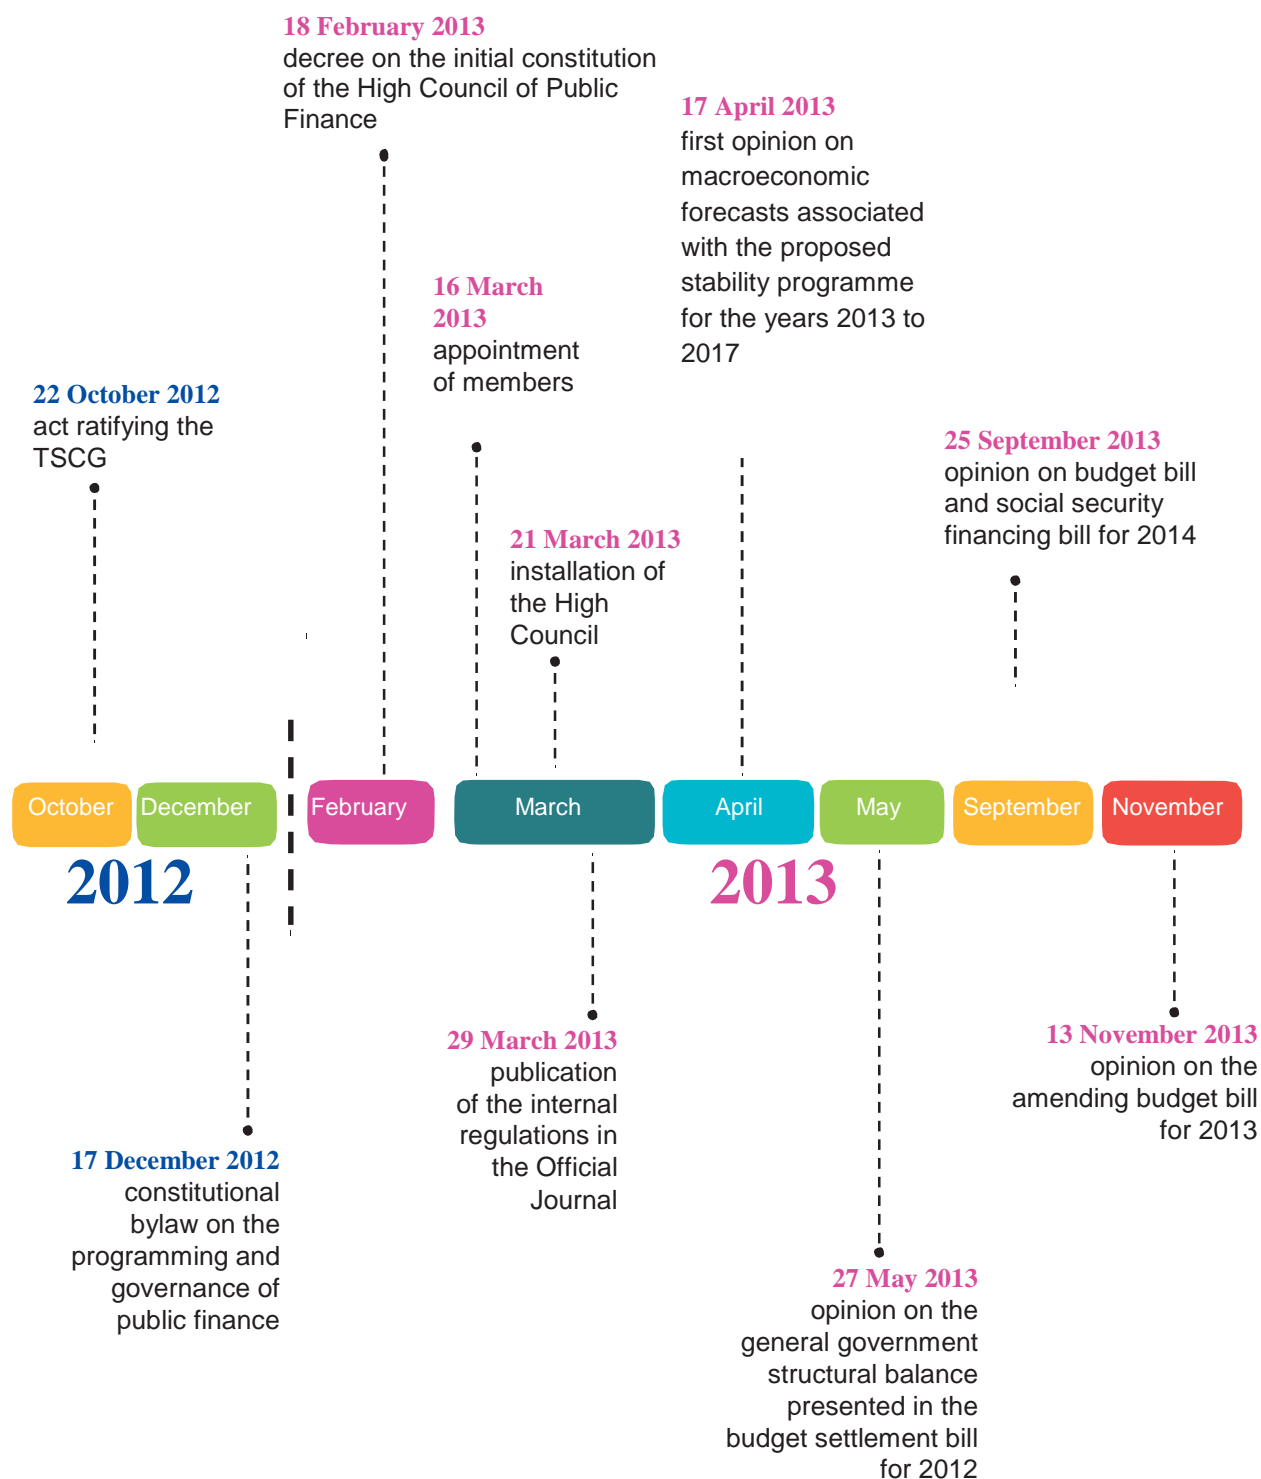 18 February 2013
decree on the initial constitution
of the High Council of Public
Finance
17 April 2013
first opinion on
macroeconomic
forecasts associated
with the proposed
stability programme
for the years 2013 to
2017
16 March
2013
appointment
of members
22 October 2012
act ratifying the
TSCG
25 September 2013
opinion on budget bill
and social security
financing bill for 2014
21 March 2013
installation of
the High
Council
October
December
February
March
April
May
September
November
2012
2013
29 March 2013
publication
of the internal
regulations in
the Official
Journal
13 November 2013
opinion on the
amending budget bill
for 2013
17 December 2012
constitutional
bylaw on the
programming and
governance of
public finance
27 May 2013
opinion on the
general government
structural balance
presented in the
budget settlement bill
for 2012